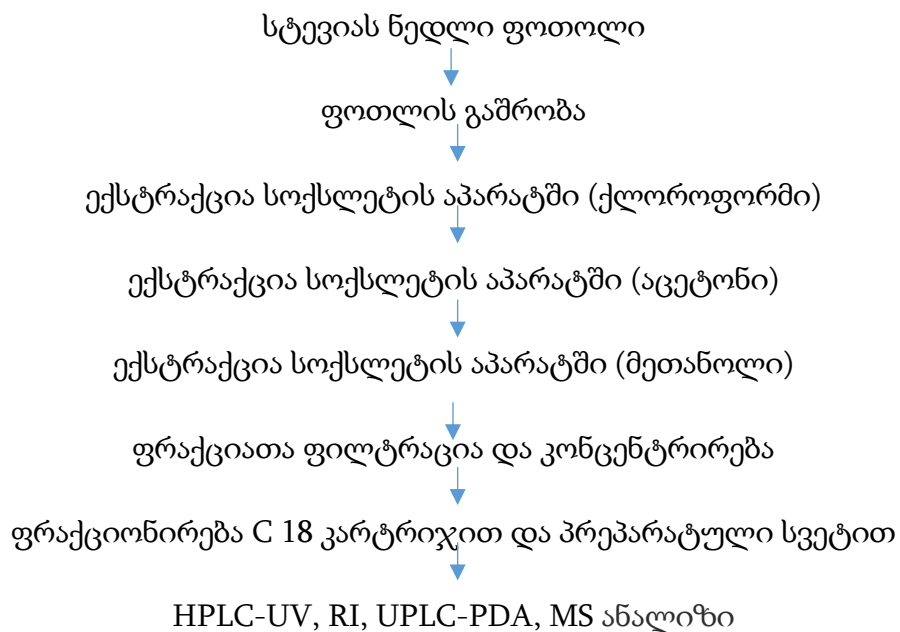 სტევიას ნედლი ფოთოლი
ფოთლის გაშრობა
ექსტრაქცია სოქსლეტის აპარატში (ქლოროფორმი)
ექსტრაქცია სოქსლეტის აპარატში (აცეტონი)
ექსტრაქცია სოქსლეტის აპარატში (მეთანოლი)
ფრაქციათა ფილტრაცია და კონცენტრირება
ფრაქციონირება C 18 კარტრიჯით და პრეპარატული სვეტით
HPLC-UV, RI, UPLC-PDA, MS ანალიზი